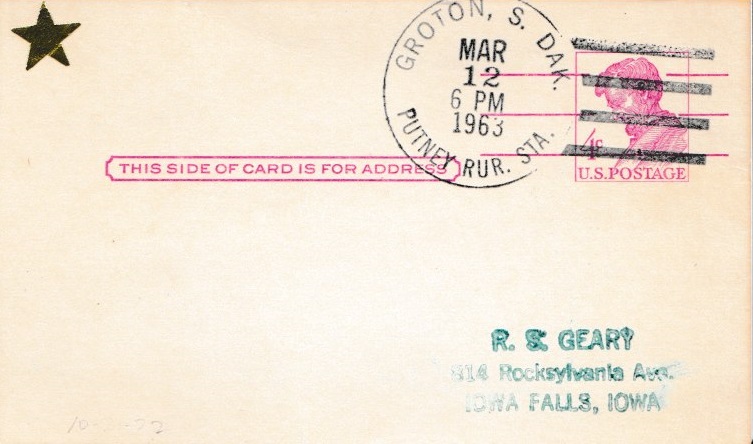 GROTON, S. DAK.
MAR
12
6 PM
1963
PUTNEY RUR. STA.
4¢
U.S.POSTAGE
THIS SIDE OF CARD IS FOR ADDRESS
R. S. GEARY
814 Rocksylvania Ave.
IOWA FALLS, IOWA